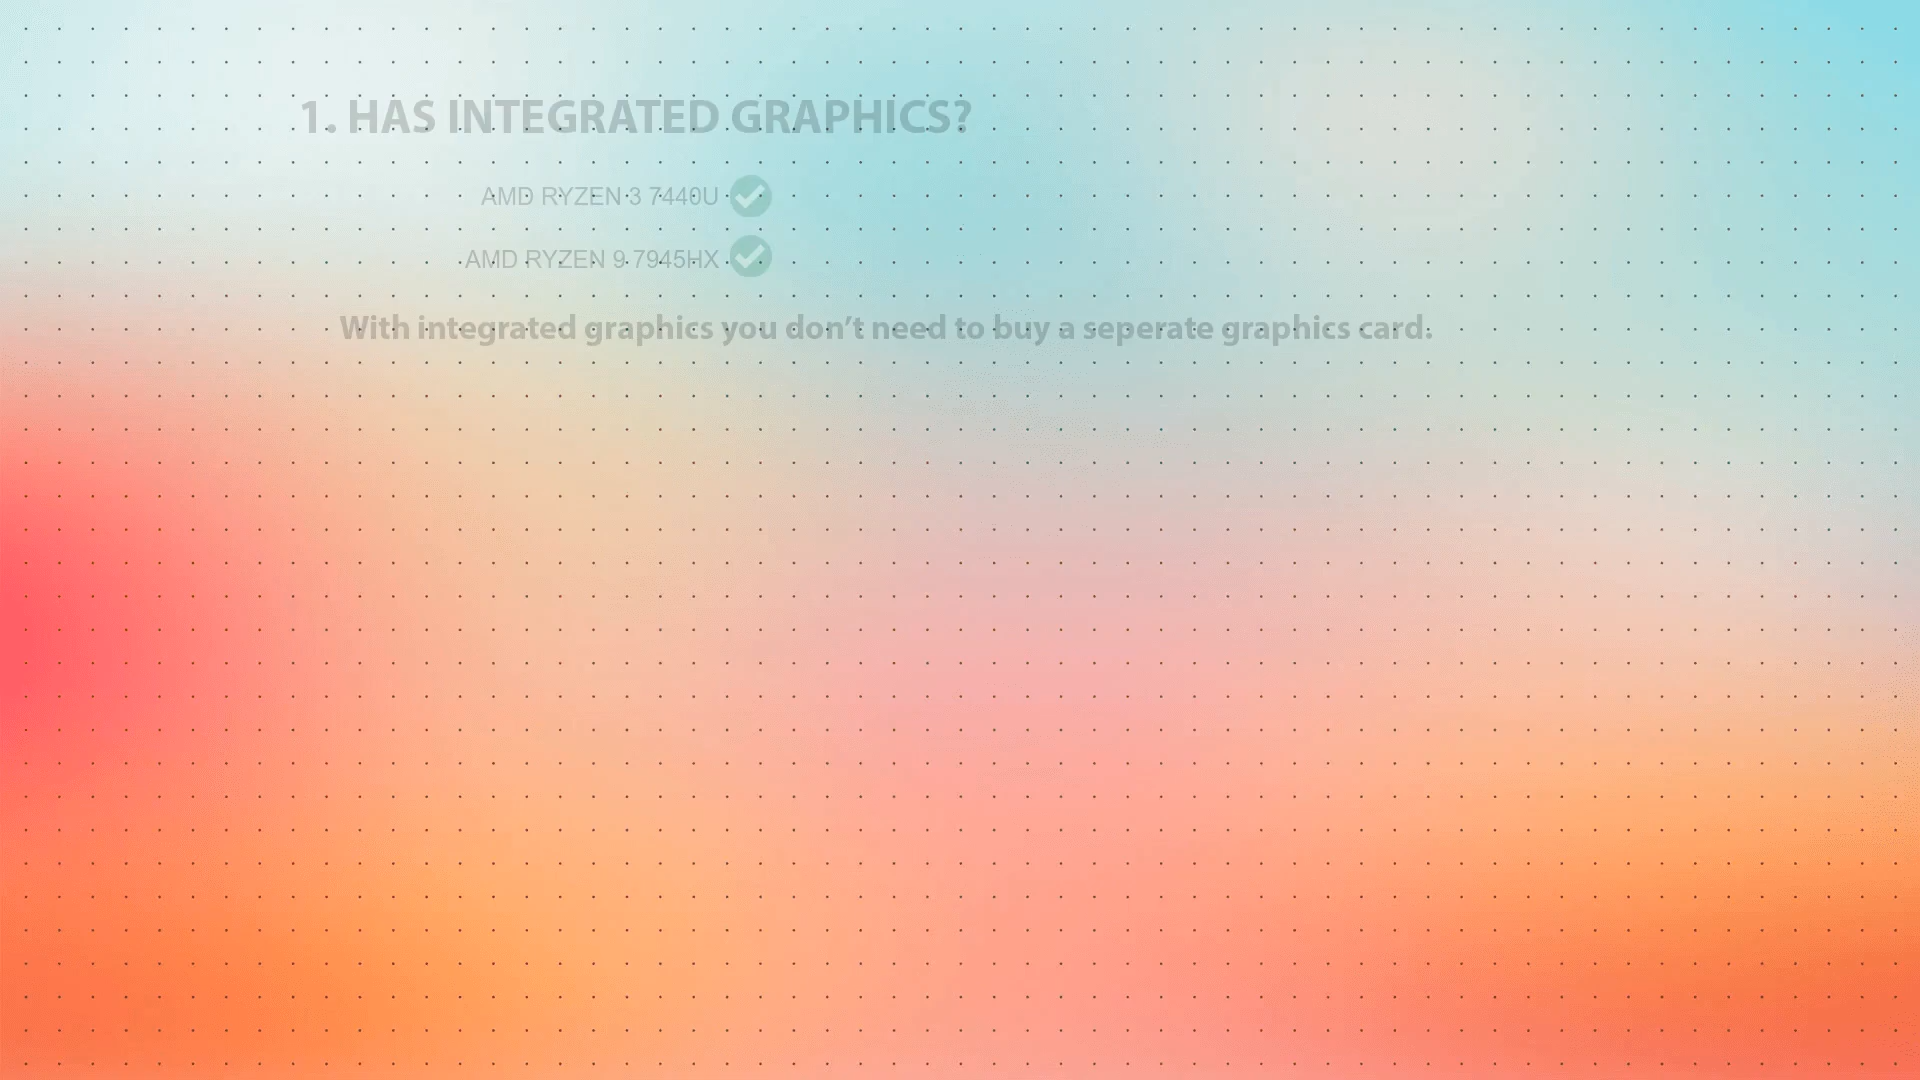 1. HAS INTEGRATED GRAPHICS?
AMD RYZEN 3 7440U
AMD RYZEN 9 7945HX
With integrated graphics you don’t need to buy a seperate graphics card.